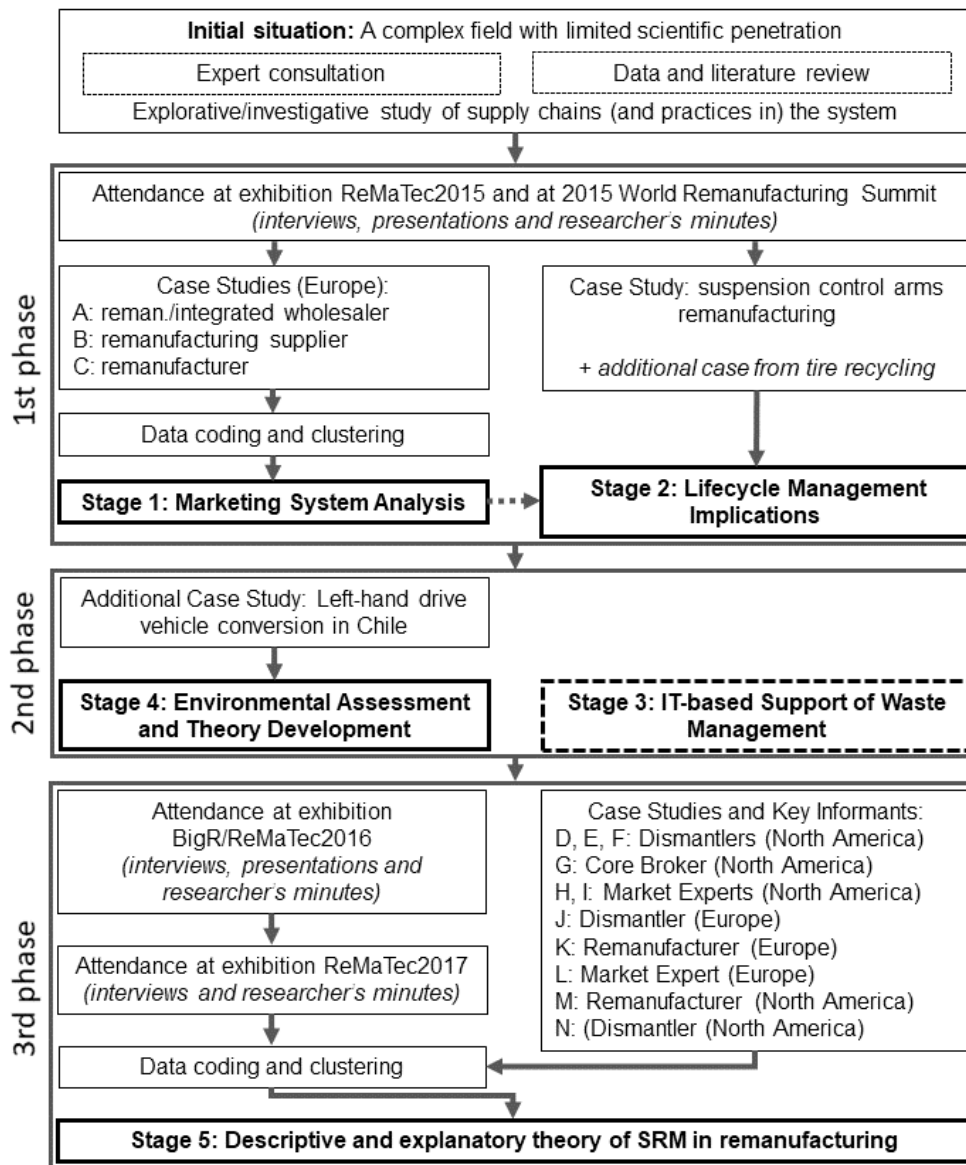 Initial situation: A complex field with limited scientific penetration
Expert consultation
Data and literature review
Explorative/investigative study of supply chains (and practices in) the system
1st phase
Attendance at exhibition ReMaTec2015 and at 2015 World Remanufacturing Summit
(interviews, presentations and researcher's minutes)
Case Studies (Europe):
A: reman./integrated wholesaler
B: remanufacturing supplier
C: remanufacturer
Case Study: suspension control arms
remanufacturing
+ additional case from tire recycling
Data coding and clustering
Stage 1: Marketing System Analysis
Stage 2: Lifecycle Management
Implications
2nd phase
Additional Case Study: Left-hand drive
vehicle conversion in Chile
Stage 4: Environmental Assessment
and Theory Development
Stage 3: IT-based Support of Waste
Management
3rd phase
Attendance at exhibition
BigR/ReMaTec2016
(interviews, presentations and
researcher's minutes)
Attendance at exhibition ReMaTec2017
(interviews and researcher's minutes)
Data coding and clustering
Case Studies and Key Informants:
D, E, F: Dismantlers (North America)
G: Core Broker (North America)
H, I: Market Experts (North America)
J: Dismantler (Europe)
K: Remanufacturer (Europe)
L: Market Expert (Europe)
M: Remanufacturer (North America)
N: (Dismantler (North America)
Stage 5: Descriptive and explanatory theory of SRM in remanufacturing